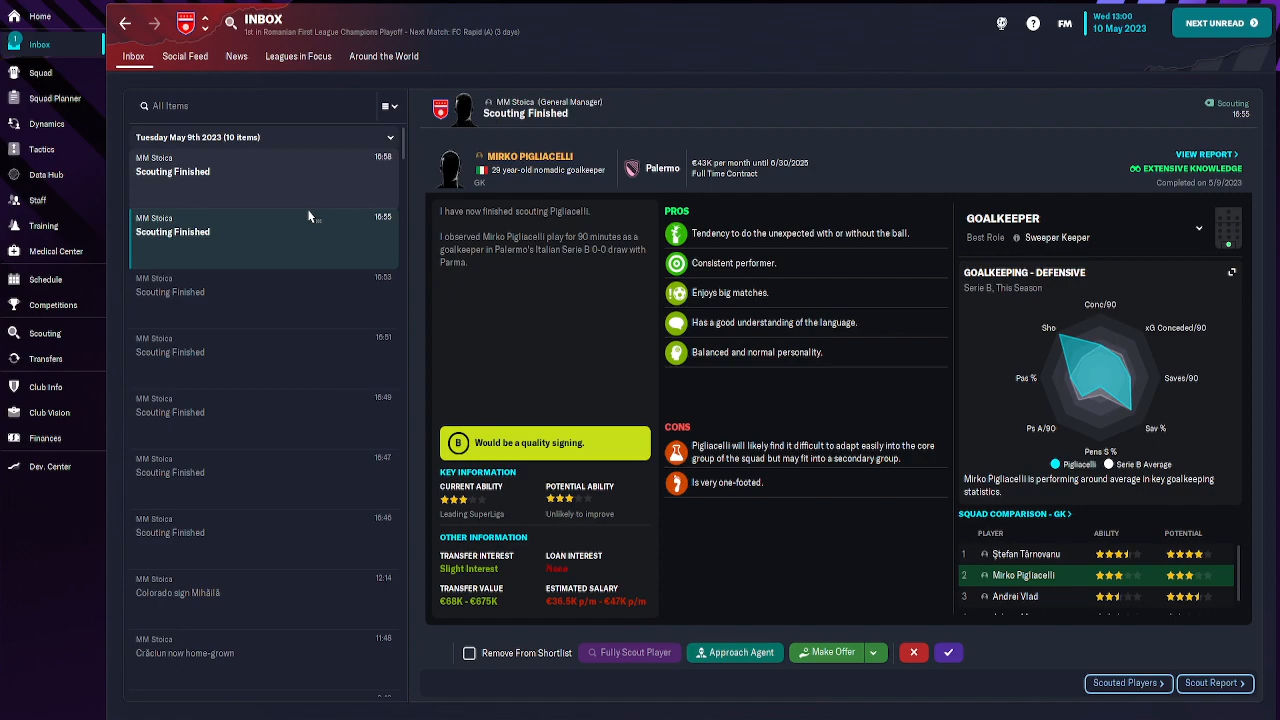 Home
1
Inbox
Squad
Squad Planner
Dynamics
Tactics
Data Hub
Staff
Training
Medical Center
Schedule
Competitions
Scouting
Transfers
Club Info
Club Vision
Finances
Dev. Center
INBOX
1st in Romanian First League Champions Playoff - Next Match: FC Rapid (A) (3 days)
FM
Wed 13:00
10 May 2023
NEXT UNREAD
Inbox
Social Feed
News
Leagues in Focus
Around the World
All Items
Tuesday May 9th 2023 (10 items)
MM Stoica 16:58
Scouting Finished
MM Stoica 16:55
Scouting Finished
MM Stoica 16:53
Scouting Finished
MM Stoica 16:51
Scouting Finished
MM Stoica 16:49
Scouting Finished
MM Stoica 16:47
Scouting Finished
MM Stoica 16:46
Scouting Finished
MM Stoica 12:14
Colorado sign Mihăilă
MM Stoica 11:48
Crăciun now home-grown
MM Stoica (General Manager)
Scouting Finished
Scouting
16:55
MIRKO PIGLIACELLI
29 year-old nomadic goalkeeper
GK
Palermo
€43K per month until 6/30/2025
Full Time Contract
VIEW REPORT >
EXTENSIVE KNOWLEDGE
Completed on 5/9/2023
I have now finished scouting Pigliacelli.
I observed Mirko Pigliacelli play for 90 minutes as a
goalkeeper in Palermo's Italian Serie B 0-0 draw with
Parma.
B Would be a quality signing.
KEY INFORMATION
CURRENT ABILITY
POTENTIAL ABILITY
Leading SuperLiga
Unlikely to improve
OTHER INFORMATION
TRANSFER INTEREST
LOAN INTEREST
Slight Interest
None
TRANSFER VALUE
ESTIMATED SALARY
€68K - €675K
€36.5K p/m - €47K p/m
PROS
Tendency to do the unexpected with or without the ball.
Consistent performer.
Enjoys big matches.
Has a good understanding of the language.
Balanced and normal personality.
CONS
Pigliacelli will likely find it difficult to adapt easily into the core
group of the squad but may fit into a secondary group.
Is very one-footed.
GOALKEEPER
Best Role Sweeper Keeper
GOALKEEPING - DEFENSIVE
Serie B, This Season
Conc/90
Sho
xG Conceded/90
Pas %
Saves/90
Ps A/90
Sav %
Pens S %
Pigliacelli Serie B Average
Mirko Pigliacelli is performing around average in key goalkeeping
statistics.
SQUAD COMPARISON - GK >
PLAYER ABILITY POTENTIAL
1 Ștefan Târnovanu
2 Mirko Pigliacelli
3 Andrei Vlad
Remove From Shortlist
Fully Scout Player
Approach Agent
Make Offer
Scouted Players >
Scout Report >